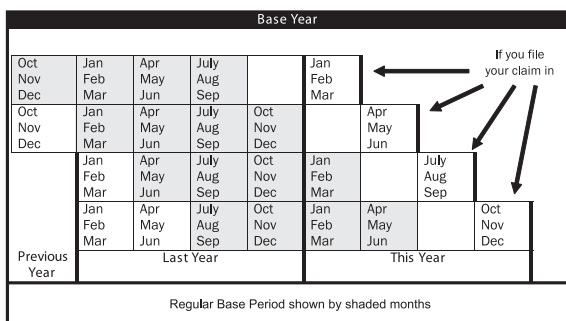 Base Year
Oct Jan Apr July Jan If you file
Nov Feb May Aug Feb your claim in
Dec Mar Jun Sep Mar
Oct Jan Apr July Oct Apr
Nov Feb May Aug Nov May
Dec Mar Jun Sep Dec Jun
Jan Apr July Oct Jan July
Feb May Aug Nov Feb Aug
Mar Jun Sep Dec Mar Sep
Jan Apr July Oct Jan Apr Oct
Feb May Aug Nov Feb May Nov
Mar Jun Sep Dec Mar Jun Dec
Previous Last Year This Year
Year
Regular Base Period shown by shaded months